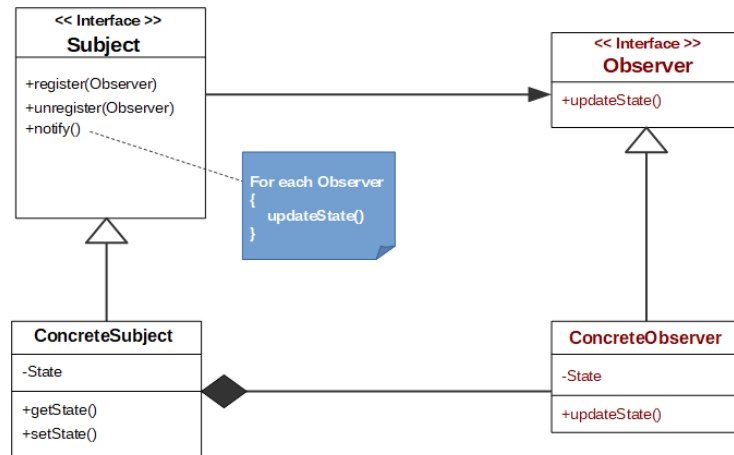 << Interface >>
Subject
+register(Observer)
+unregister(Observer)
+notify()
<< Interface >>
Observer
+updateState()
For each Observer
{
updateState()
}
ConcreteSubject
-State
+getState()
+setState()
ConcreteObserver
-State
+updateState()